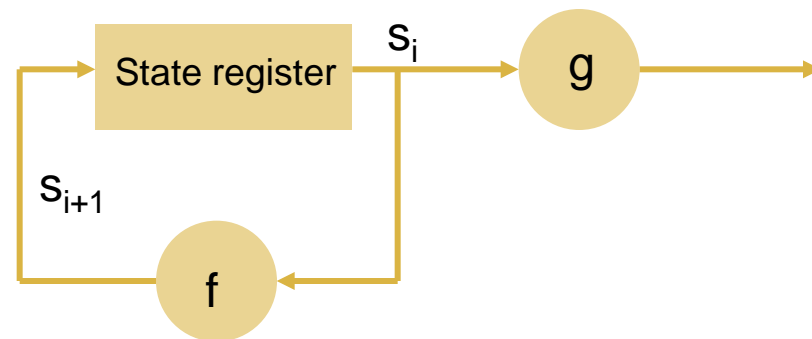 State register
sᵢ
g
sᵢ₊₁
f